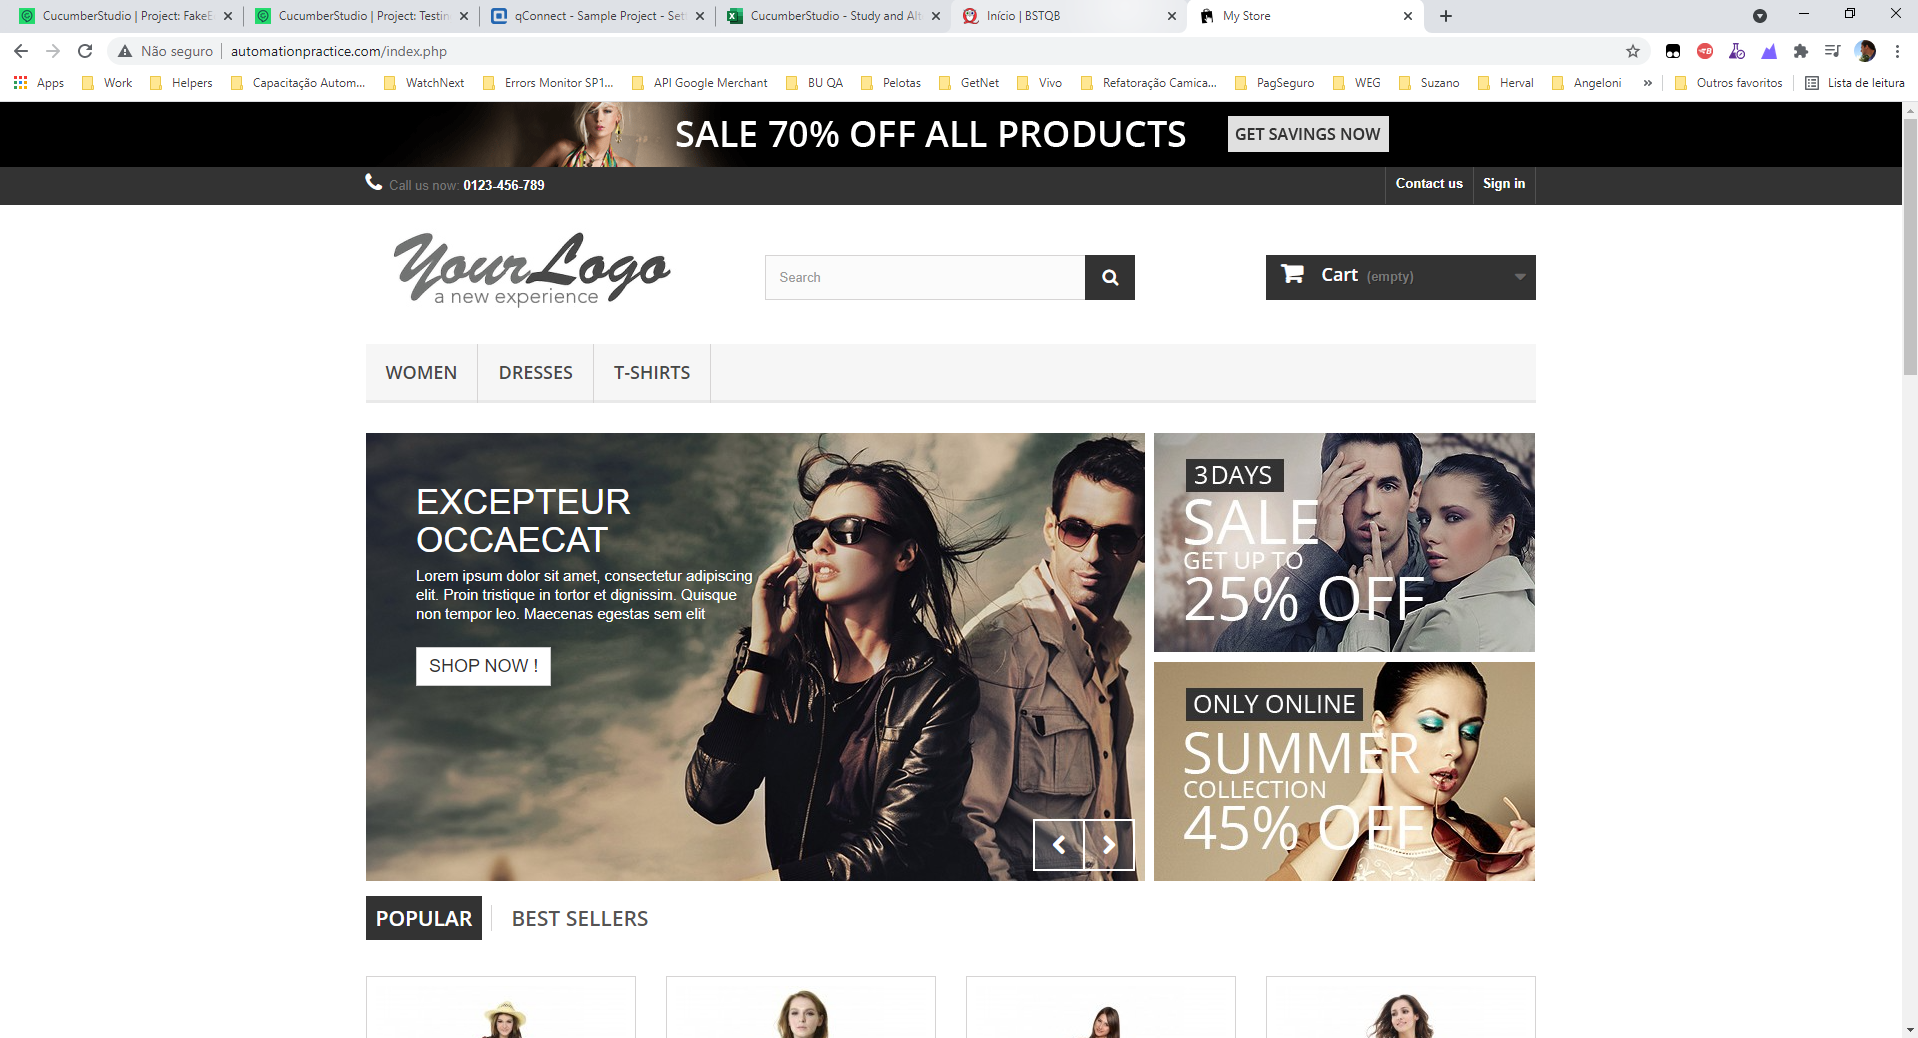 CucumberStudio | Project: FakeE
CucumberStudio | Project: Testin
qConnect - Sample Project - Set
CucumberStudio - Study and Alt
Início | BSTQB
My Store
Não seguro
automationpractice.com/index.php
Apps
Work
Helpers
Capacitação Autom...
WatchNext
Errors Monitor SP1...
API Google Merchant
BU QA
Pelotas
GetNet
Vivo
Refatoração Camica...
PagSeguro
WEG
Suzano
Herval
Angeloni
»
Outros favoritos
Lista de leitura
SALE 70% OFF ALL PRODUCTS
GET SAVINGS NOW
Call us now: 0123-456-789
Contact us
Sign in
YourLogo
a new experience
Search
Cart (empty)
WOMEN
DRESSES
T-SHIRTS
EXCEPTEUR
OCCAECAT
Lorem ipsum dolor sit amet, consectetur adipiscing
elit. Proin tristique in tortor et dignissim. Quisque
non tempor leo. Maecenas egestas sem elit
SHOP NOW !
3 DAYS
SALE
GET UP TO
25% OFF
ONLY ONLINE
SUMMER
COLLECTION
45% OFF
POPULAR
BEST SELLERS